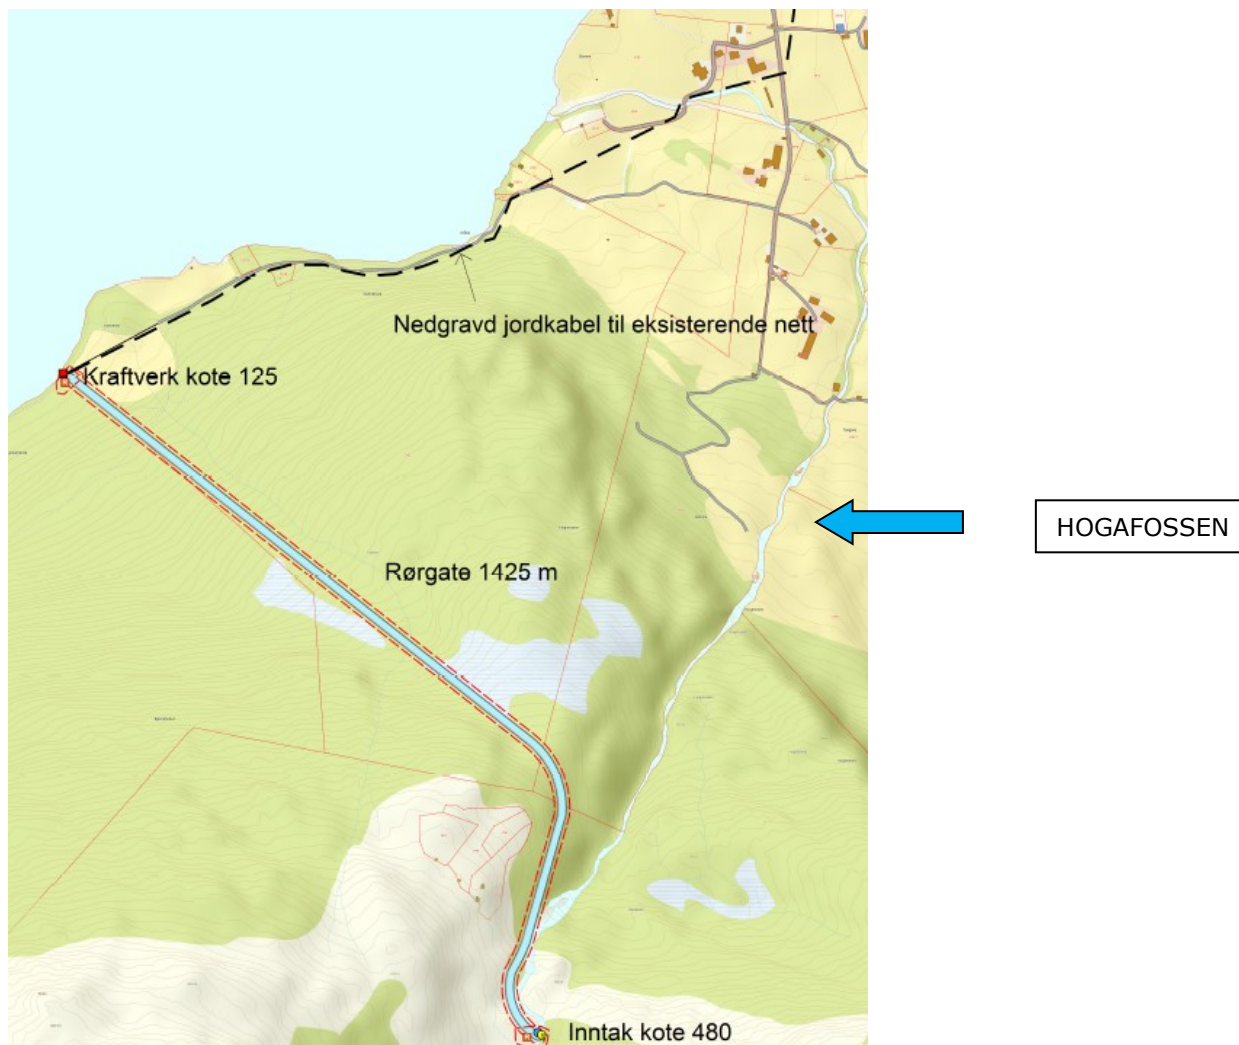 Nedgravd jordkabel til eksisterende nett
Kraftverk kote 125
HOGAFOSSEN
Rørgate 1425 m
Inntak kote 480